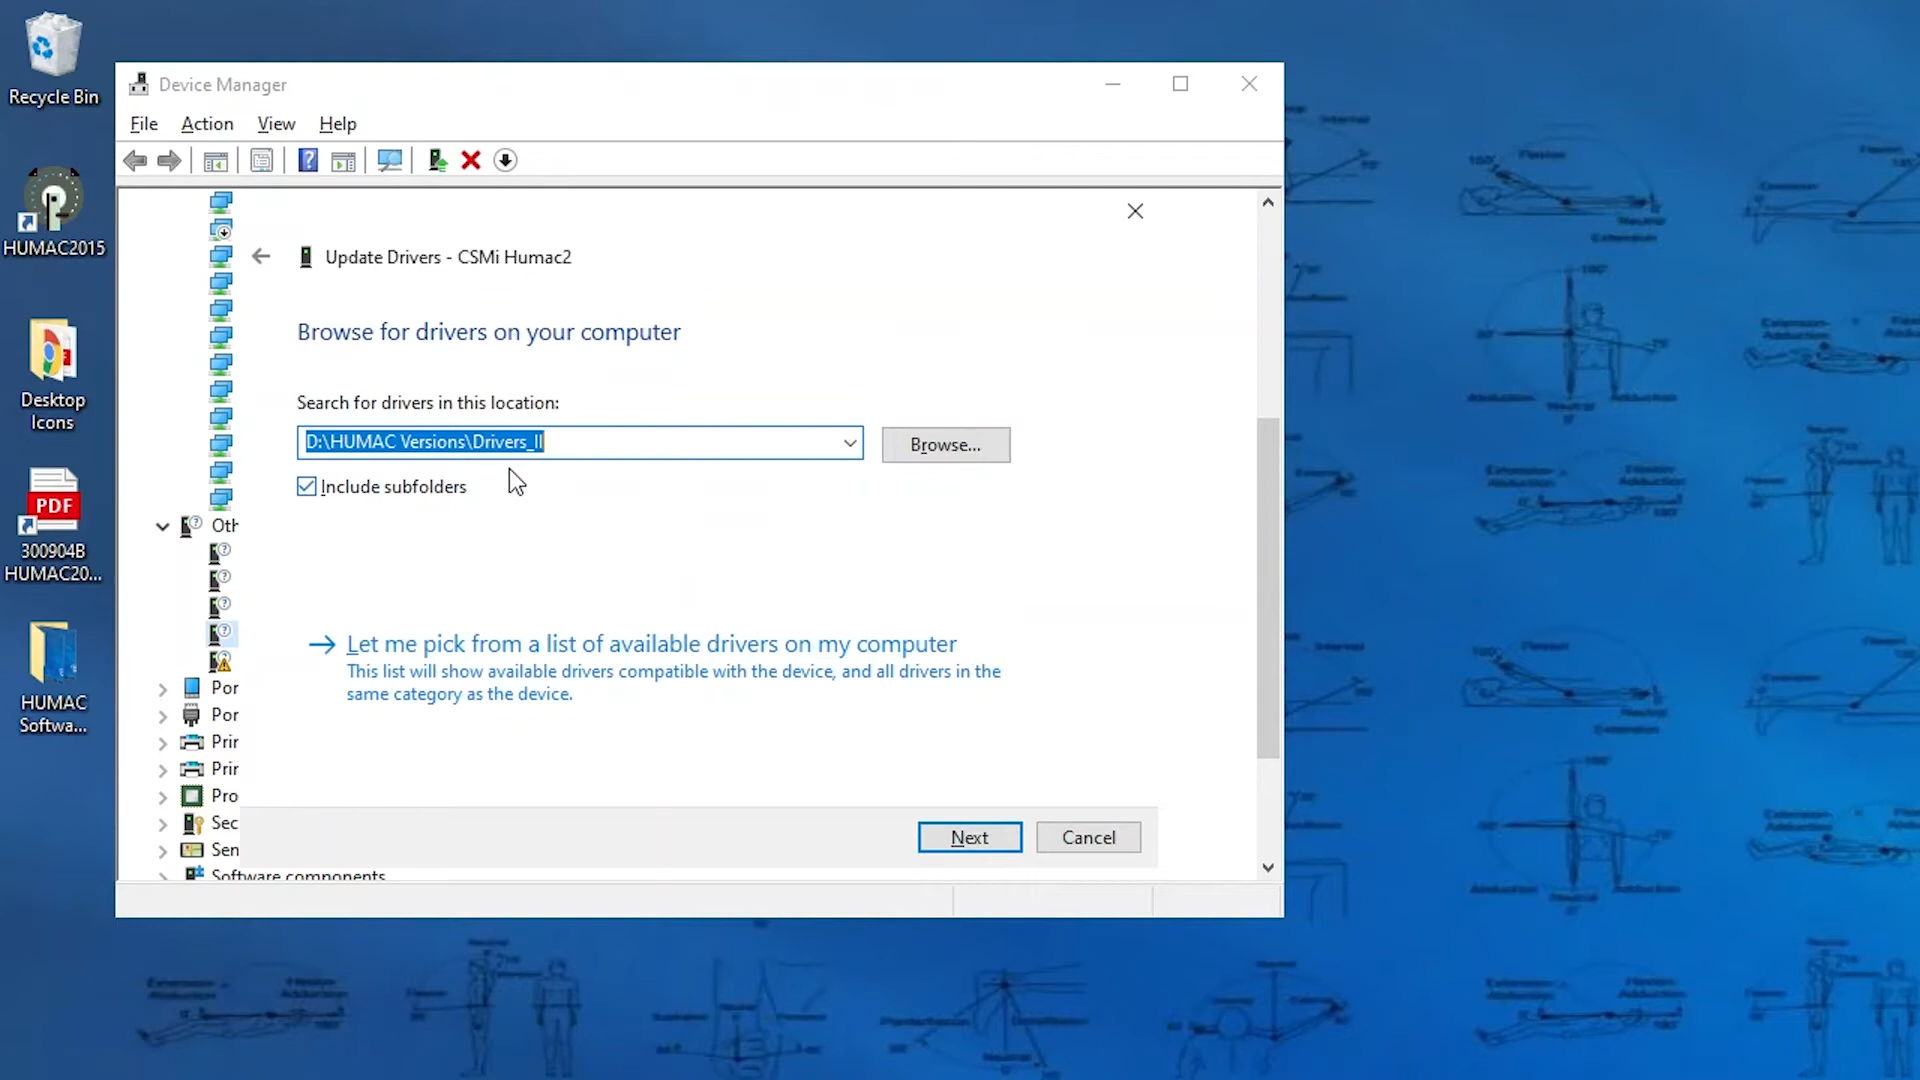 Recycle Bin
HUMAC2015
Desktop
Icons
PDF
300904B
HUMAC20...
HUMAC
Softwa...
Device Manager
File Action View Help
Update Drivers - CSMi Humac2
Browse for drivers on your computer
Search for drivers in this location:
D:\HUMAC Versions\Drivers_II
Browse...
Include subfolders
Let me pick from a list of available drivers on my computer
This list will show available drivers compatible with the device, and all drivers in the
same category as the device.
Next
Cancel
Oth
Por
Por
Prir
Prir
Pro
Sec
Sen
Software components